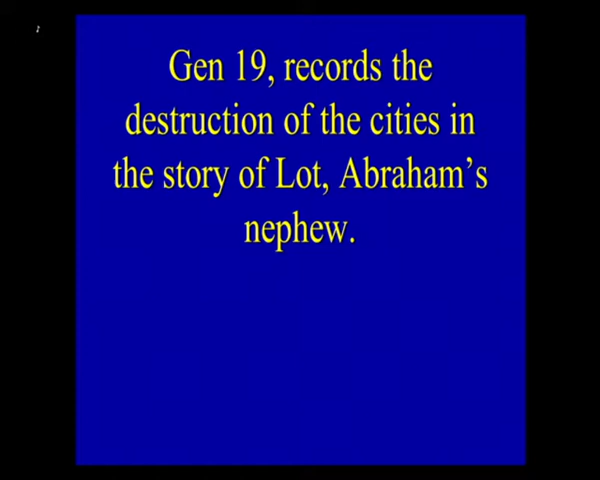 Gen 19, records the
destruction of the cities in
the story of Lot, Abraham's
nephew.